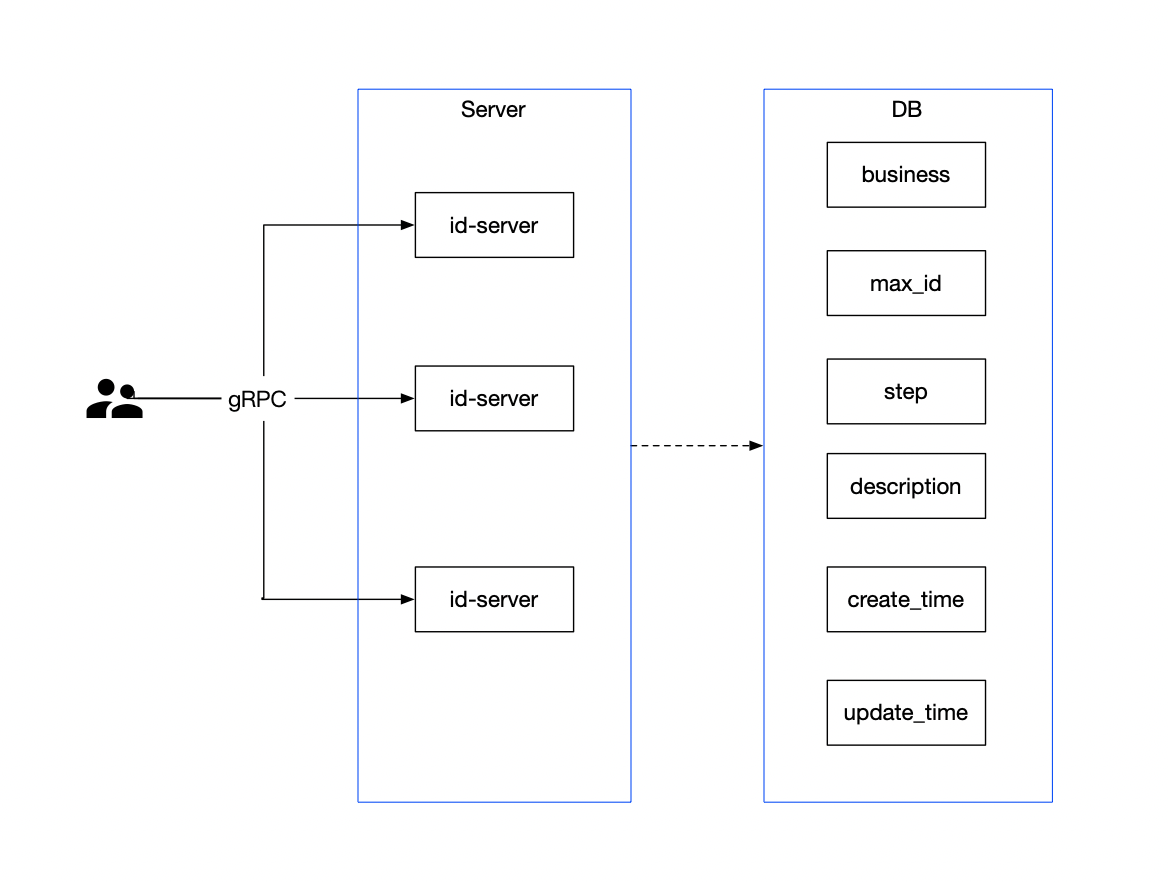 Server
id-server
id-server
id-server
gRPC
DB
business
max_id
step
description
create_time
update_time